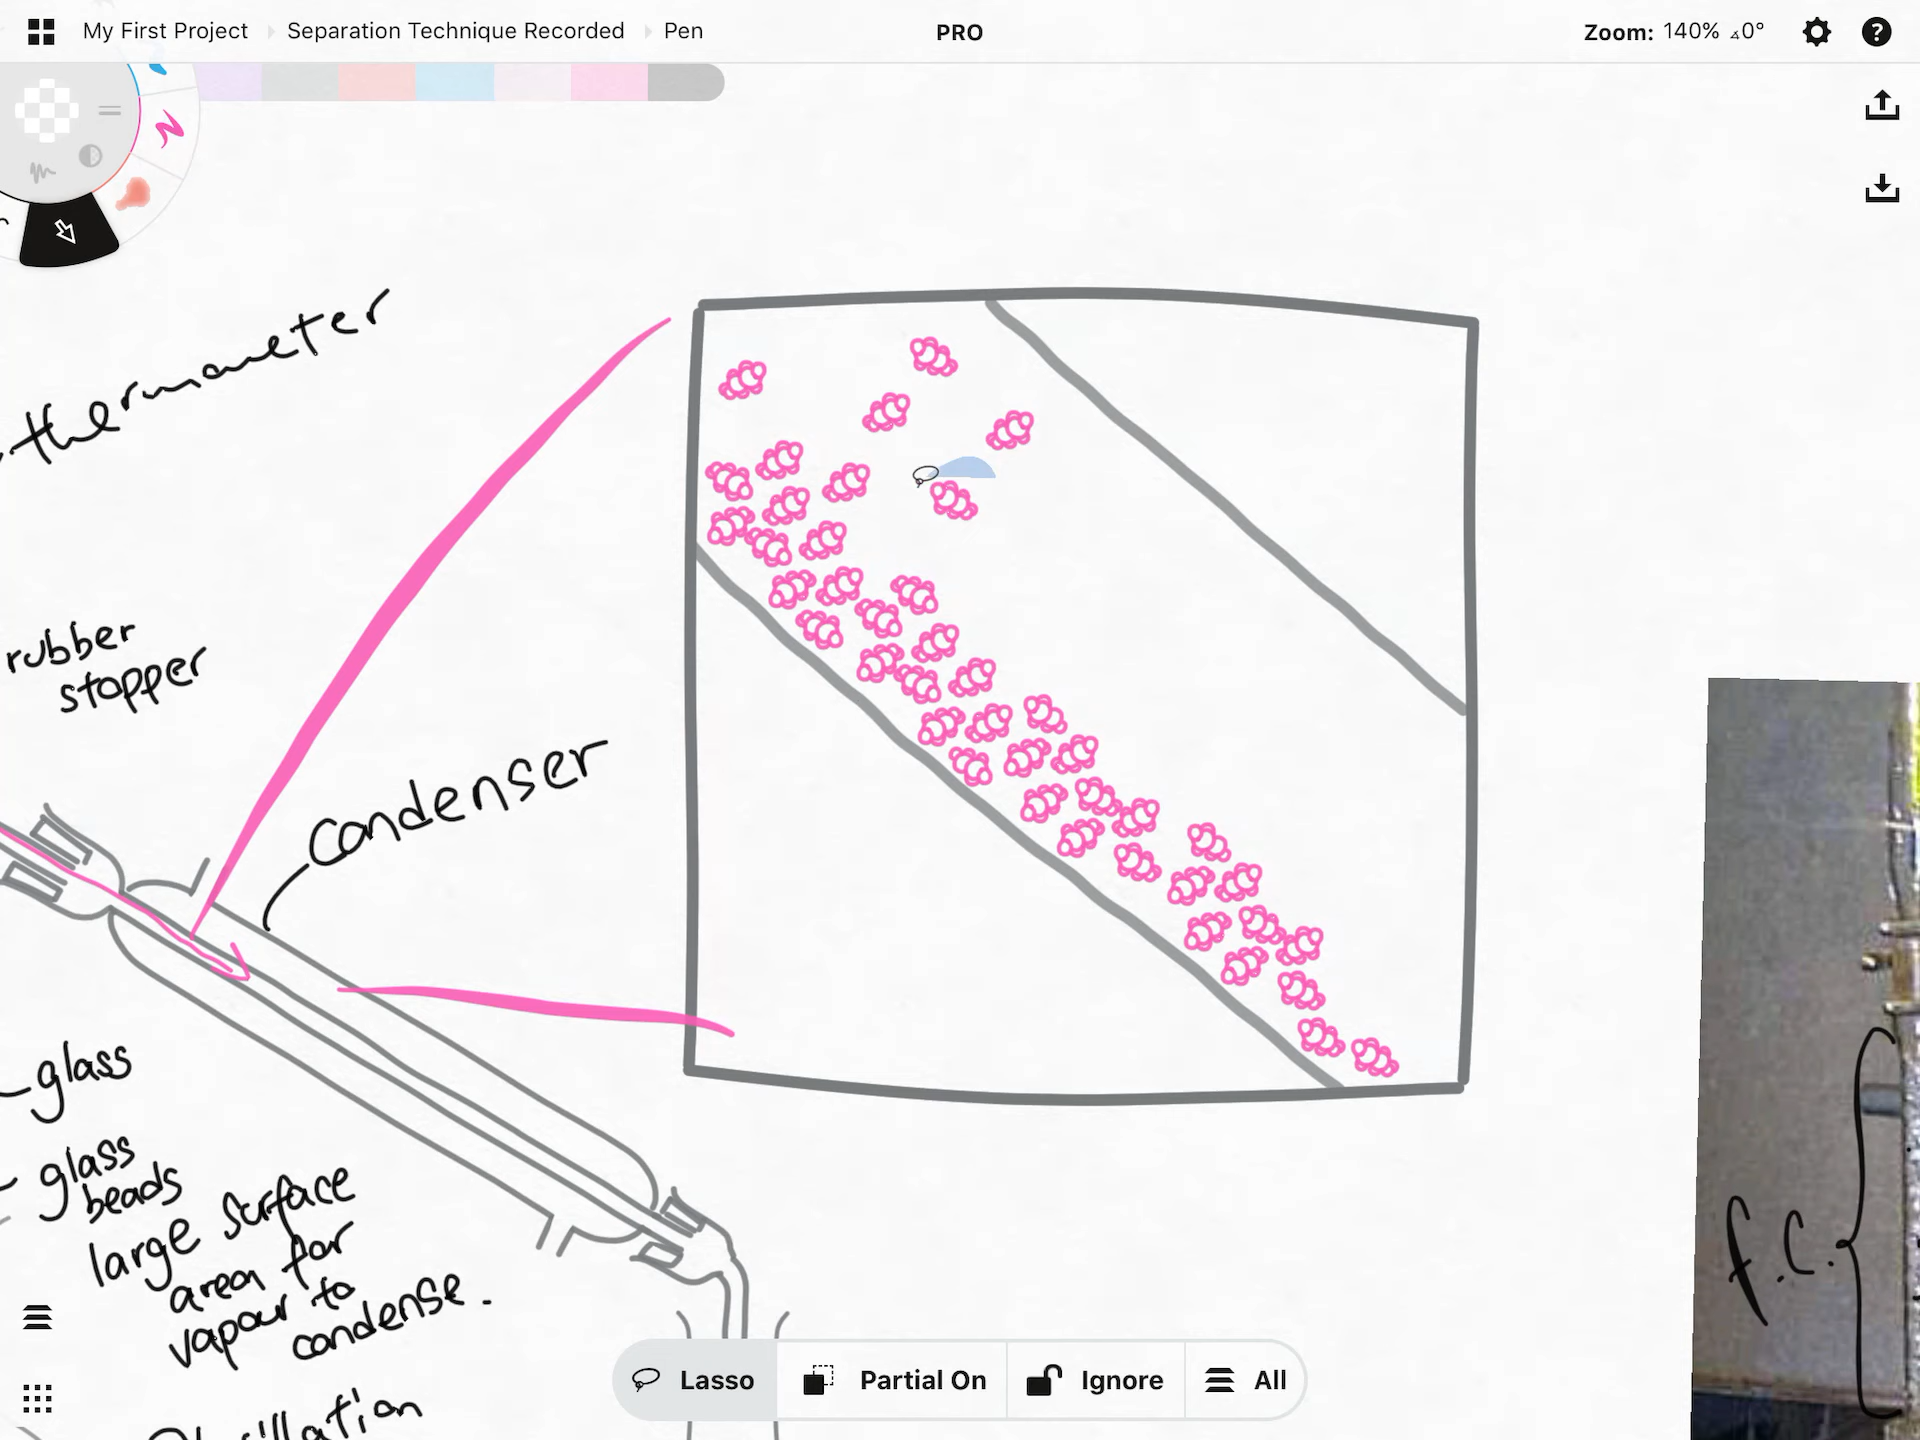 My First Project
Separation Technique Recorded
Pen
PRO
Zoom: 140% ⦟0°
thermometer
rubber
stopper
Condenser
glass
glass
beads
large surface
area for
vapour to
condense.
f.c.
Lasso
Partial On
Ignore
All